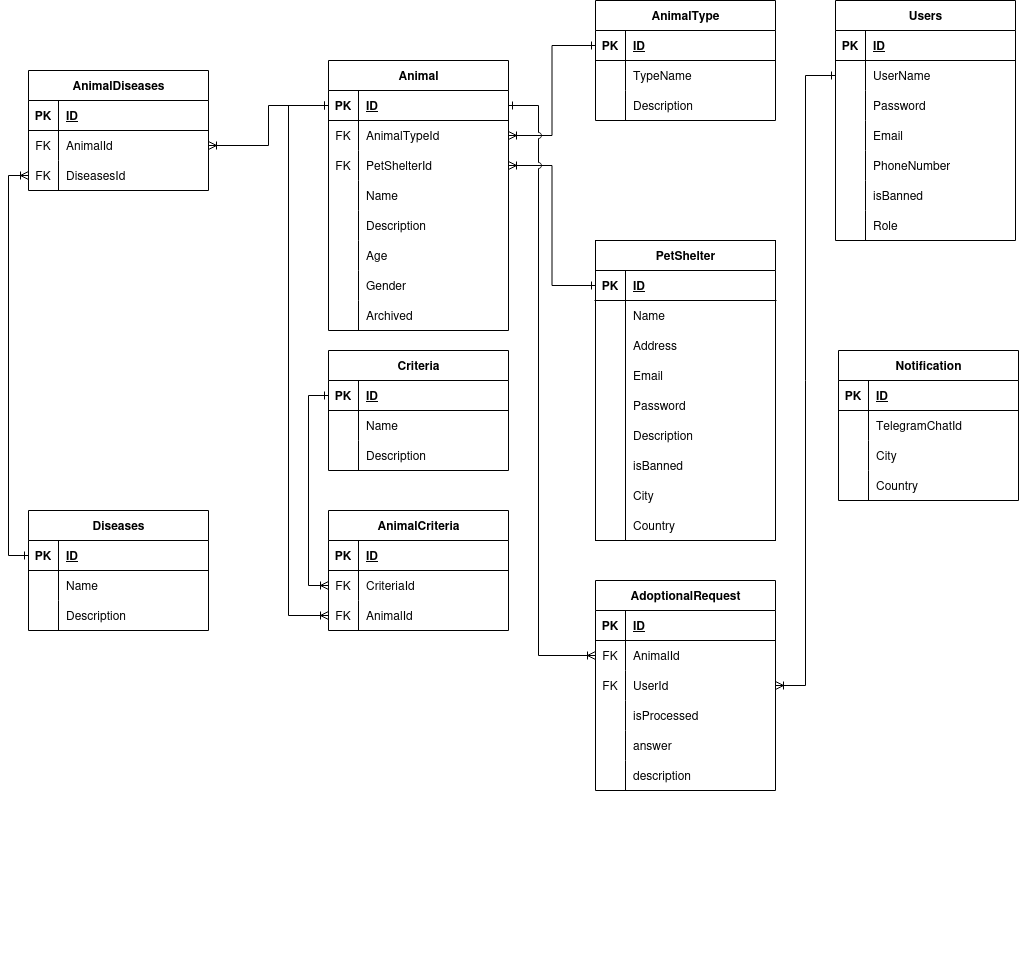 AnimalDiseases
PK ID
FK AnimalId
FK DiseasesId
Animal
PK ID
FK AnimalTypeId
FK PetShelterId
Name
Description
Age
Gender
Archived
AnimalType
PK ID
TypeName
Description
Users
PK ID
UserName
Password
Email
PhoneNumber
isBanned
Role
PetShelter
PK ID
Name
Address
Email
Password
Description
isBanned
City
Country
Criteria
PK ID
Name
Description
Notification
PK ID
TelegramChatId
City
Country
Diseases
PK ID
Name
Description
AnimalCriteria
PK ID
FK CriteriaId
FK AnimalId
AdoptionalRequest
PK ID
FK AnimalId
FK UserId
isProcessed
answer
description